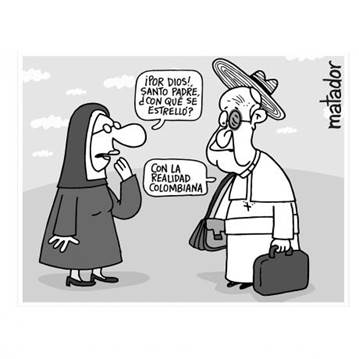 ¡POR DIOS!,
SANTO PADRE,
¿CON QUÉ SE
ESTRELLÓ?
CON LA
REALIDAD
COLOMBIANA
matador